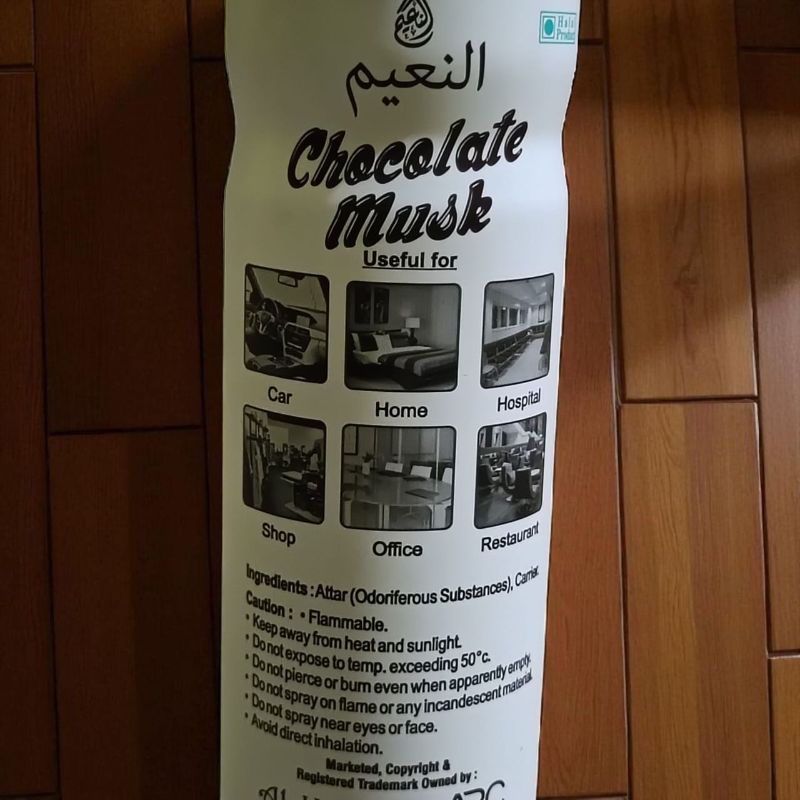 النعيم
Halal
Product
النعيم
Chocolate
Musk
Useful for
Car
Home
Hospital
Shop
Office
Restaurant
Ingredients : Attar (Odoriferous Substances), Carrier.
Caution : • Flammable.
• Keep away from heat and sunlight.
• Do not expose to temp. exceeding 50°c.
• Do not pierce or burn even when apparently empty.
• Do not spray on flame or any incandescent material.
• Do not spray near eyes or face.
• Avoid direct inhalation.
Marketed, Copyright &
Registered Trademark Owned by :